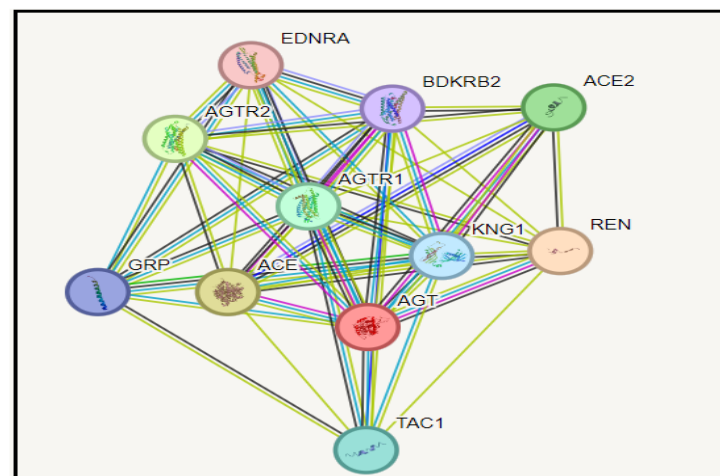 EDNRA
BDKRB2
ACE2
AGTR2
AGTR1
KNG1
REN
GRP
ACE
AGT
TAC1